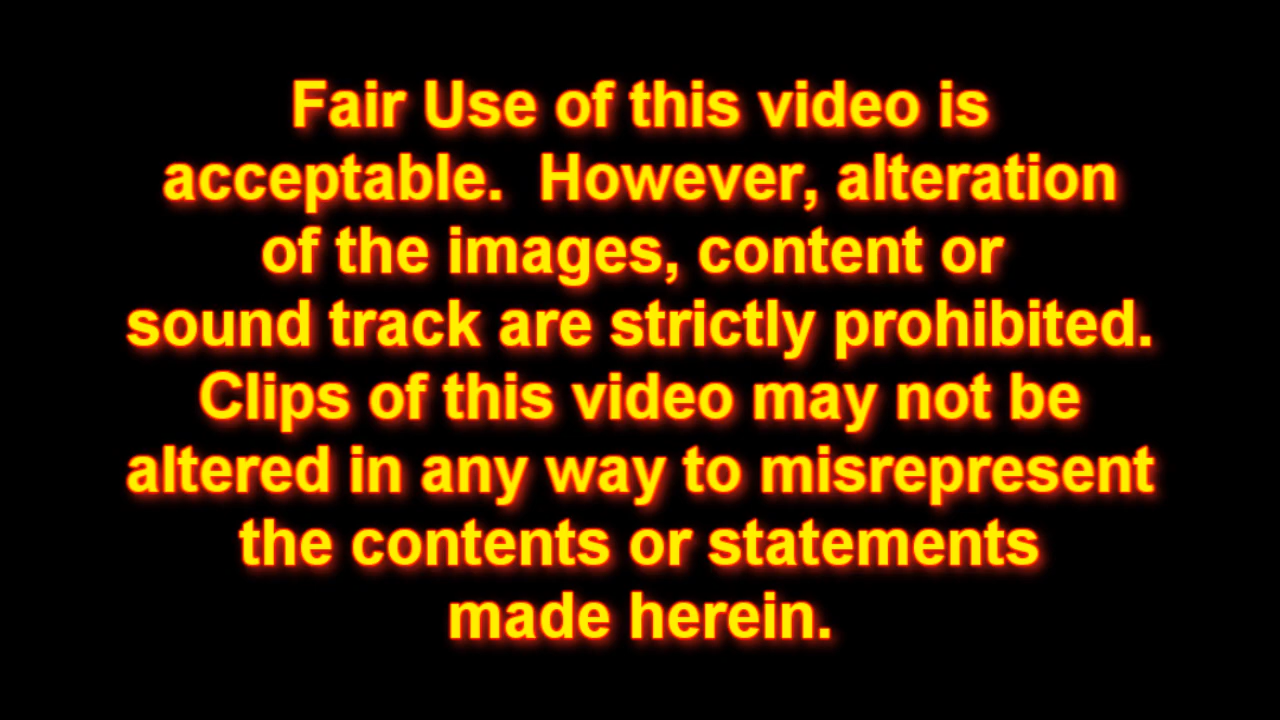 Fair Use of this video is
acceptable.  However, alteration
of the images, content or
sound track are strictly prohibited.
Clips of this video may not be
altered in any way to misrepresent
the contents or statements
made herein.